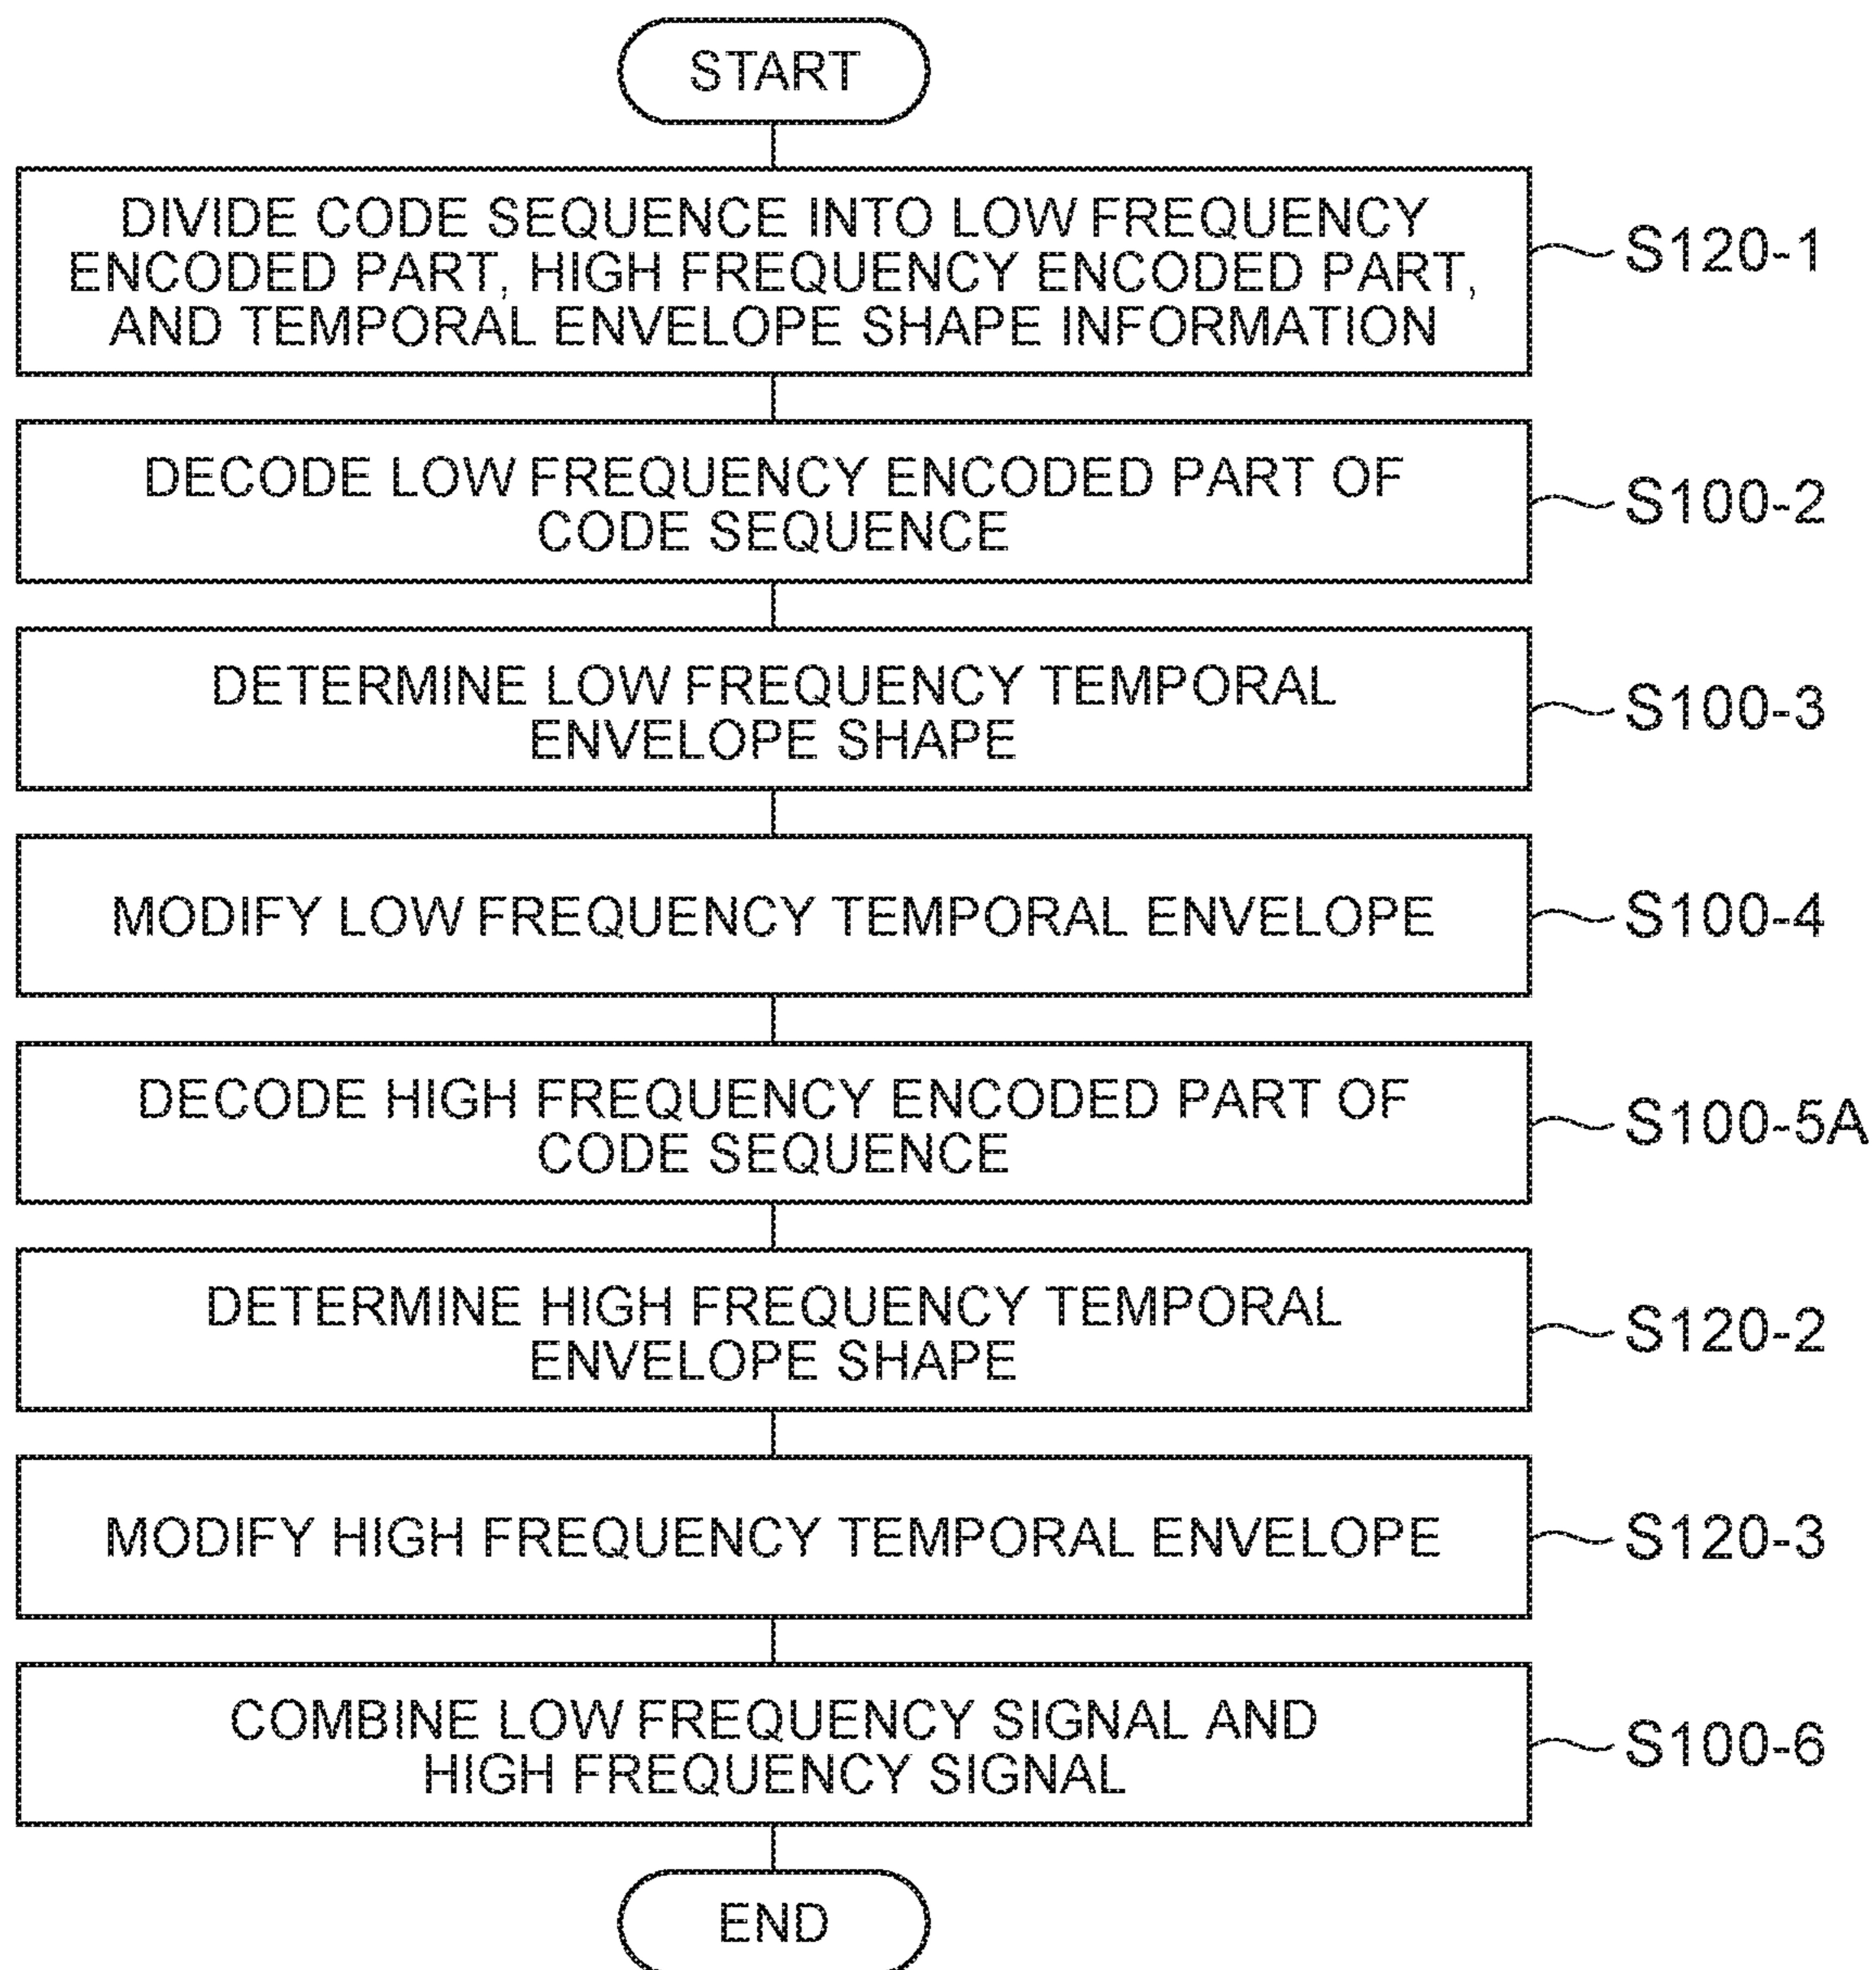 START
DIVIDE CODE SEQUENCE INTO LOW FREQUENCY
ENCODED PART, HIGH FREQUENCY ENCODED PART,
AND TEMPORAL ENVELOPE SHAPE INFORMATION
S120-1
DECODE LOW FREQUENCY ENCODED PART OF
CODE SEQUENCE
S100-2
DETERMINE LOW FREQUENCY TEMPORAL
ENVELOPE SHAPE
S100-3
MODIFY LOW FREQUENCY TEMPORAL ENVELOPE
S100-4
DECODE HIGH FREQUENCY ENCODED PART OF
CODE SEQUENCE
S100-5A
DETERMINE HIGH FREQUENCY TEMPORAL
ENVELOPE SHAPE
S120-2
MODIFY HIGH FREQUENCY TEMPORAL ENVELOPE
S120-3
COMBINE LOW FREQUENCY SIGNAL AND
HIGH FREQUENCY SIGNAL
S100-6
END